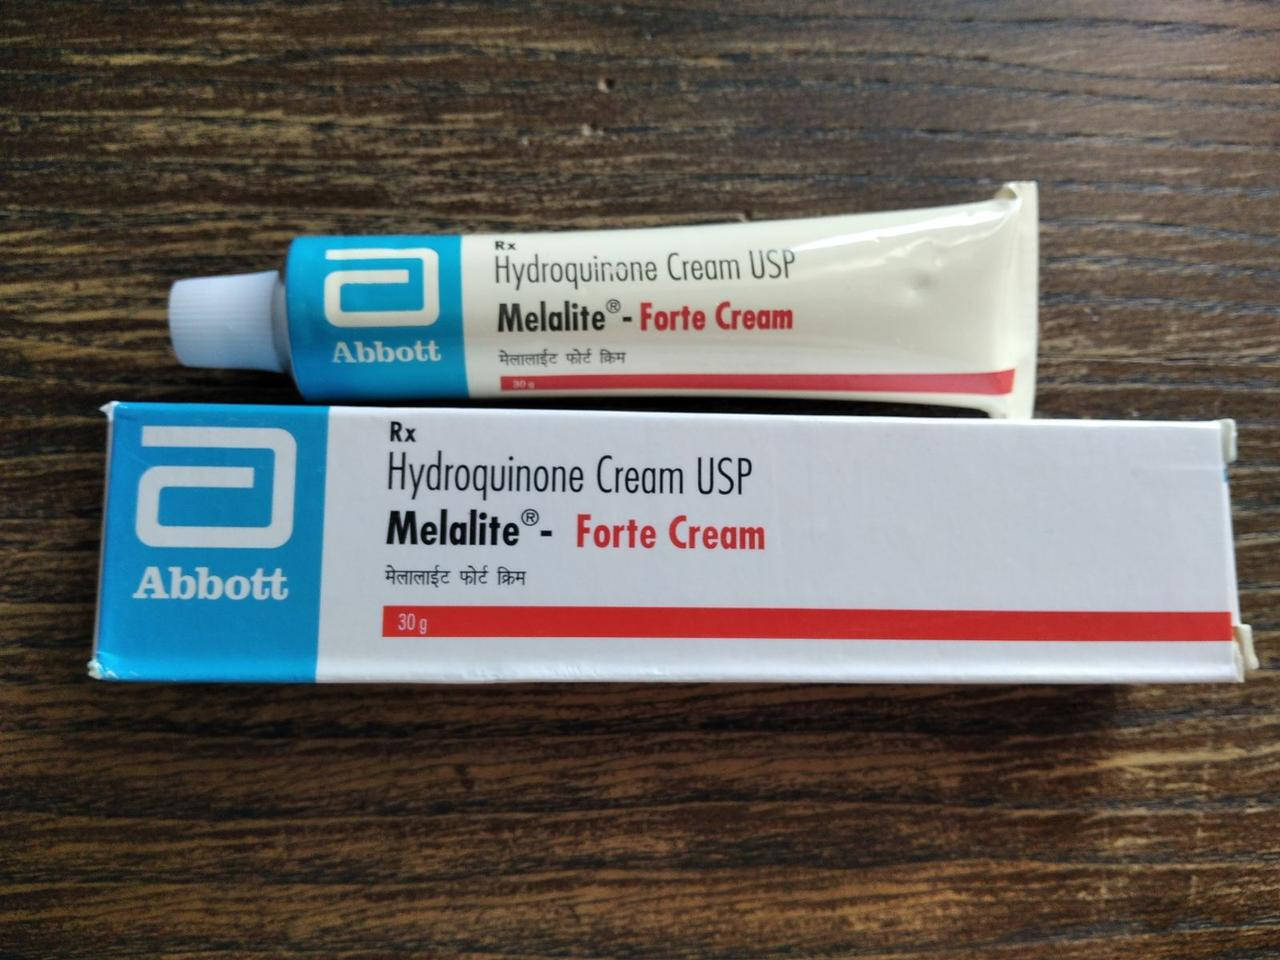 Rx
Hydroquinone Cream USP
Melalite®- Forte Cream
मेलालाईट फोर्ट क्रिम
30 g
Abbott
Rx
Hydroquinone Cream USP
Melalite®- Forte Cream
मेलालाईट फोर्ट क्रिम
30 g
Abbott